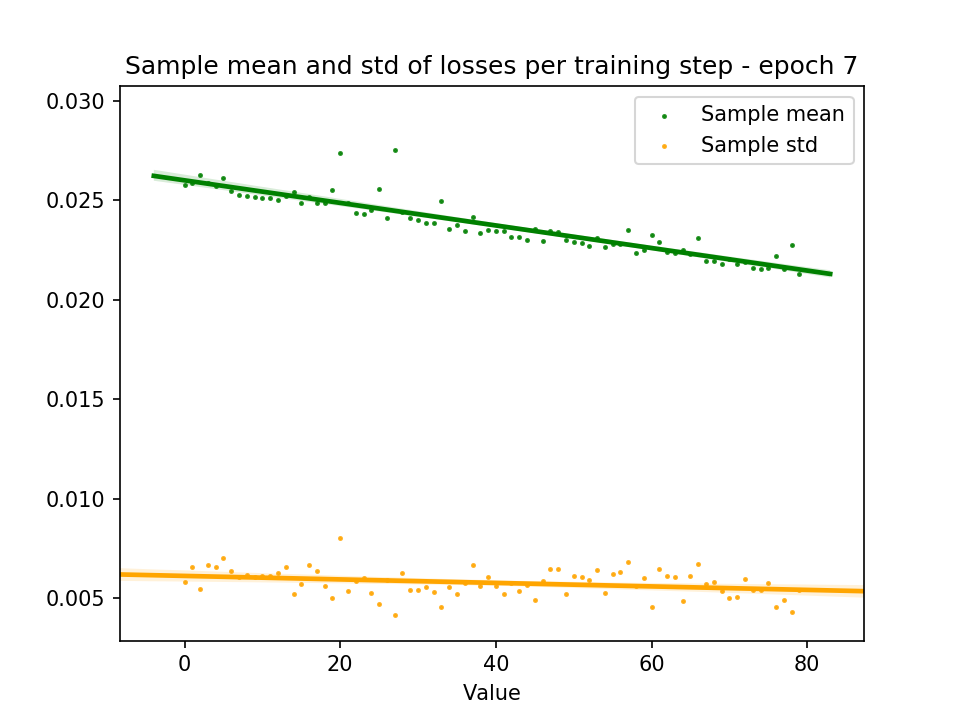 Sample mean and std of losses per training step - epoch 7
0.030
0.025
0.020
0.015
0.010
0.005
Sample mean
Sample std
0 20 40 60 80
Value